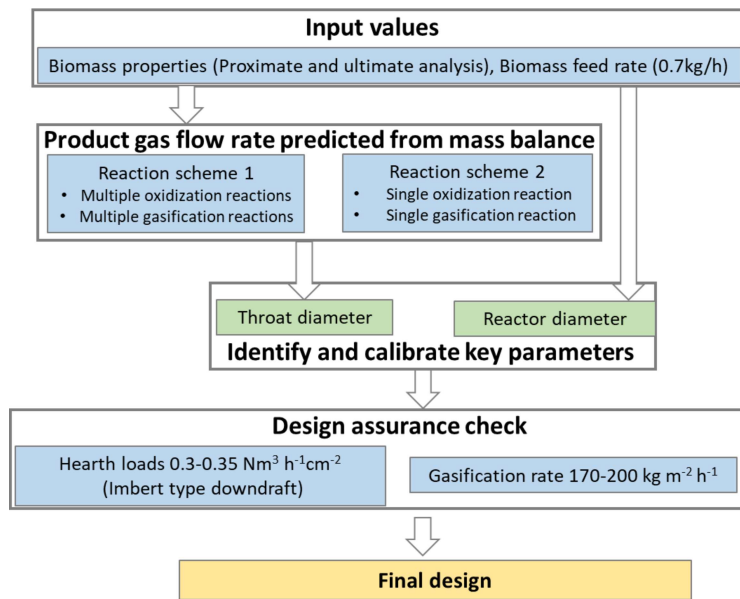 Input values
Biomass properties (Proximate and ultimate analysis), Biomass feed rate (0.7kg/h)
Product gas flow rate predicted from mass balance
Reaction scheme 1
• Multiple oxidization reactions
• Multiple gasification reactions
Reaction scheme 2
• Single oxidization reaction
• Single gasification reaction
Throat diameter
Reactor diameter
Identify and calibrate key parameters
Design assurance check
Hearth loads 0.3-0.35 Nm³ h⁻¹cm⁻²
(Imbert type downdraft)
Gasification rate 170-200 kg m⁻² h⁻¹
Final design